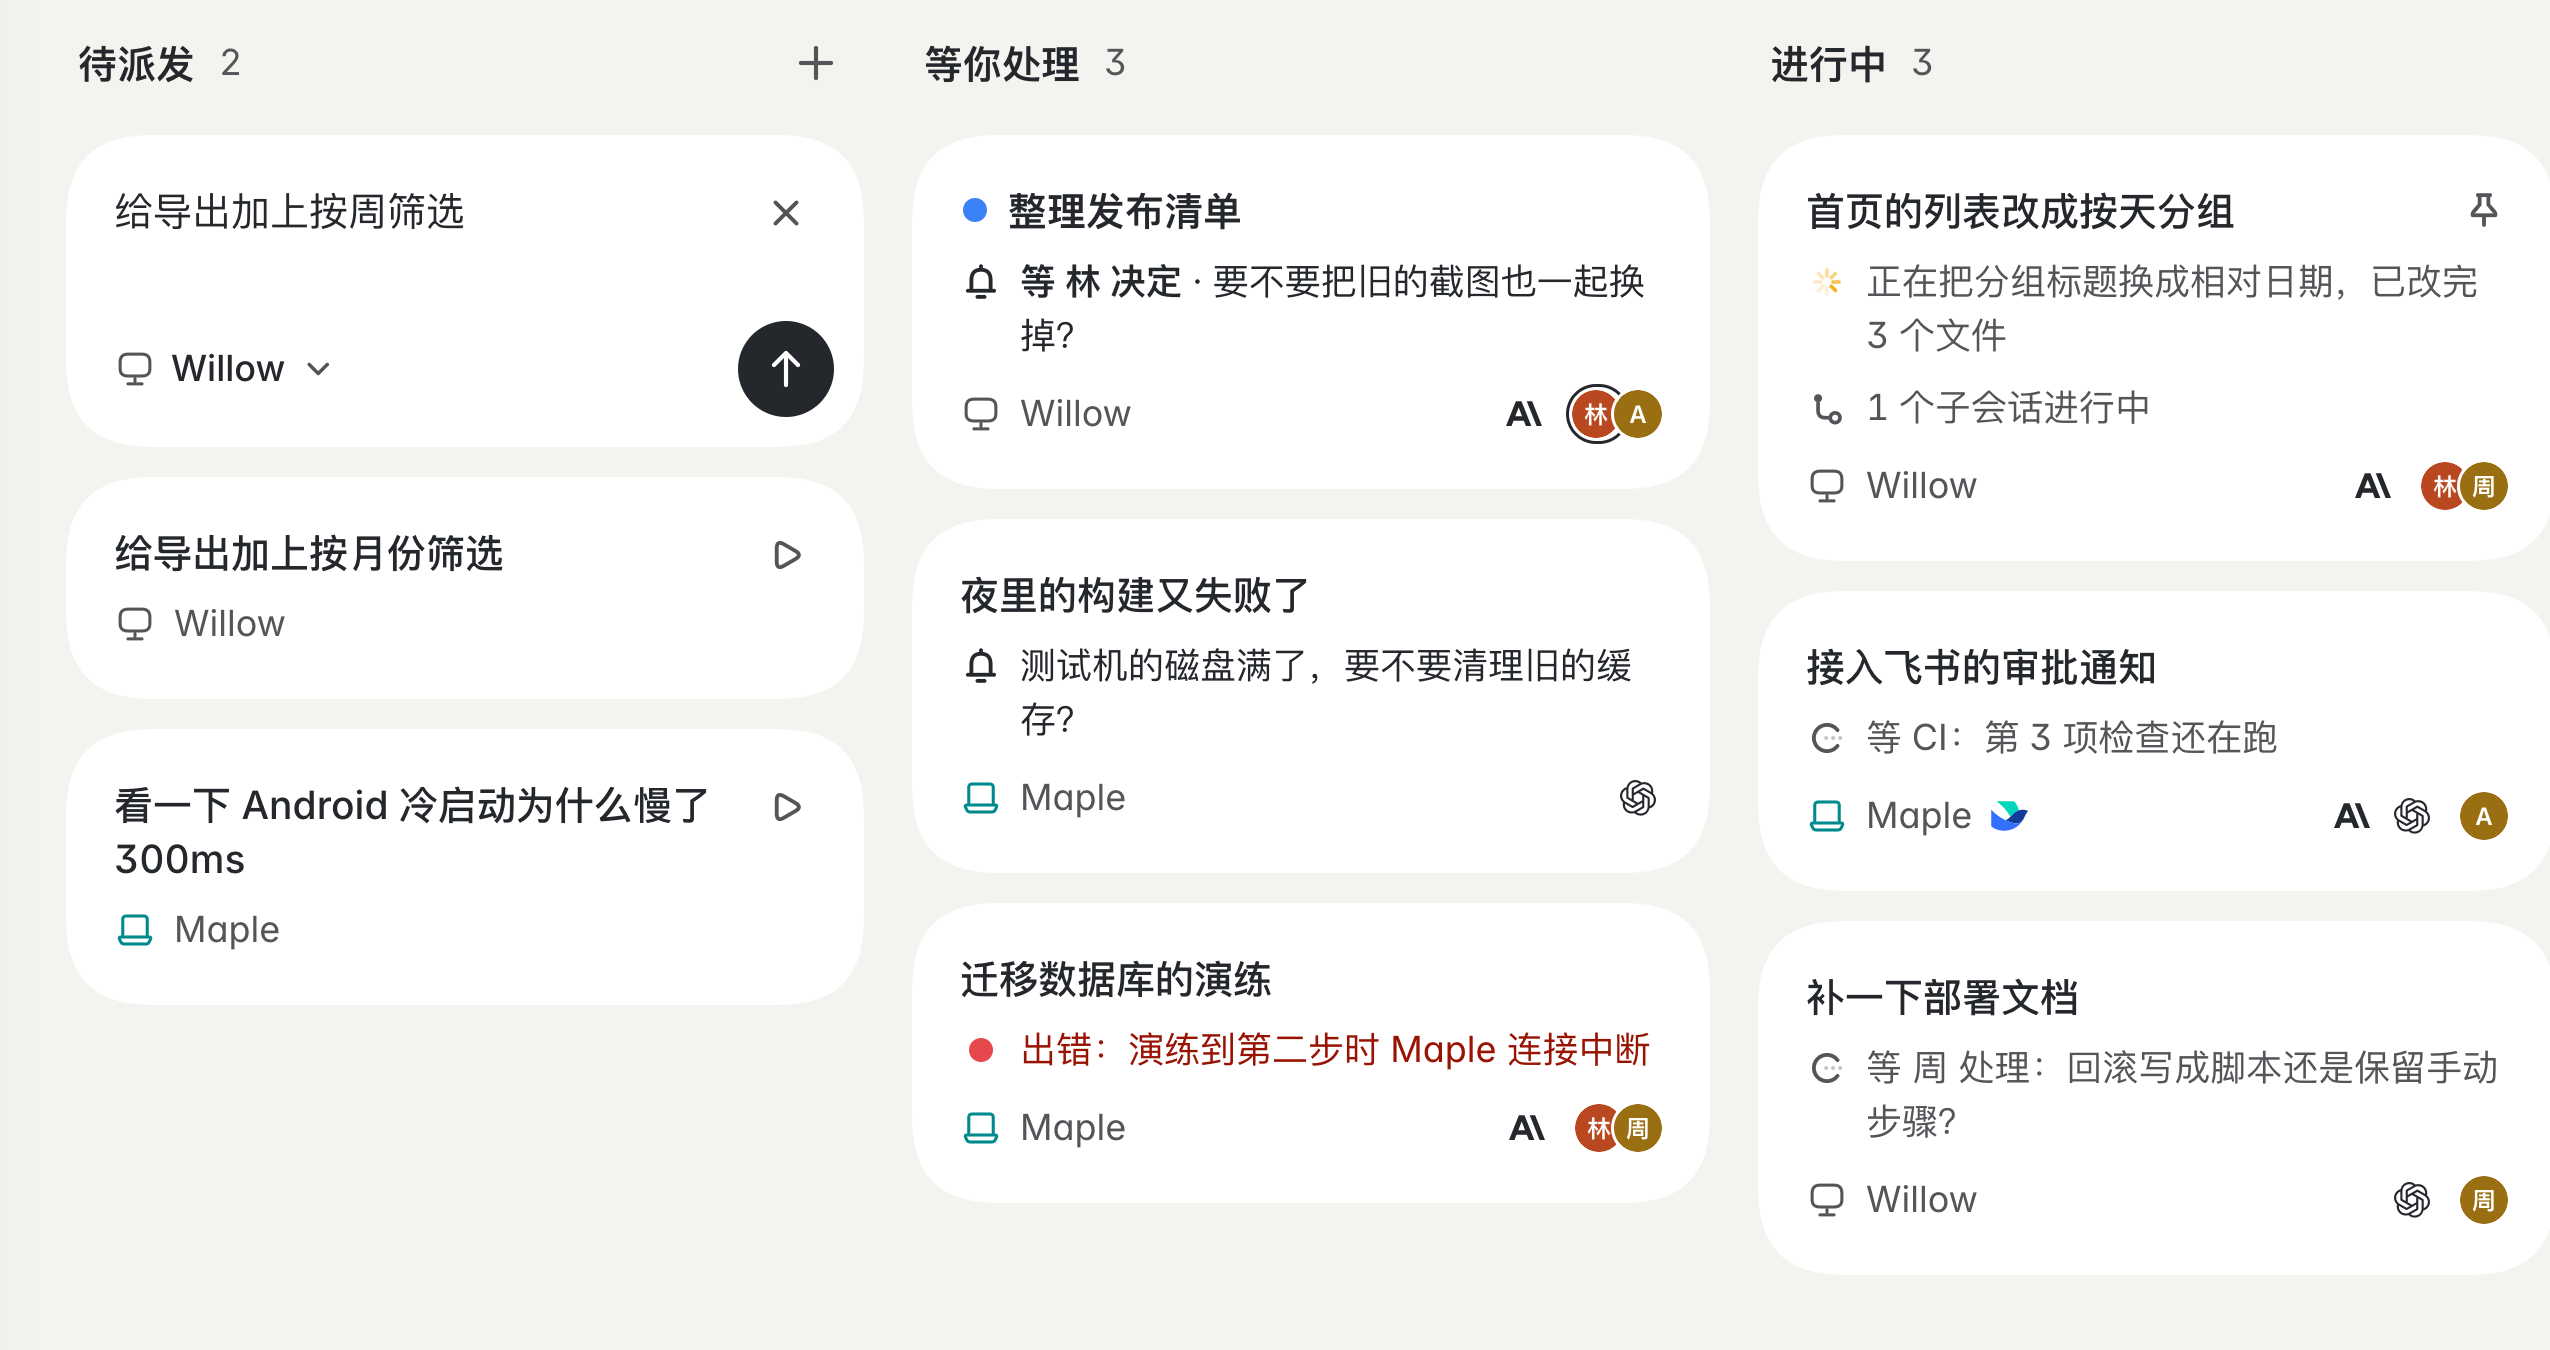 待派发 2
给导出加上按周筛选
Willow
给导出加上按月份筛选
Willow
看一下 Android 冷启动为什么慢了
300ms
Maple
等你处理 3
整理发布清单
等 林 决定 · 要不要把旧的截图也一起换
掉？
Willow 林 A
夜里的构建又失败了
测试机的磁盘满了，要不要清理旧的缓
存？
Maple
迁移数据库的演练
出错：演练到第二步时 Maple 连接中断
Maple 林 周
进行中 3
首页的列表改成按天分组
正在把分组标题换成相对日期，已改完
3 个文件
1 个子会话进行中
Willow 林 周
接入飞书的审批通知
等 CI：第 3 项检查还在跑
Maple A
补一下部署文档
等 周 处理：回滚写成脚本还是保留手动
步骤？
Willow 周